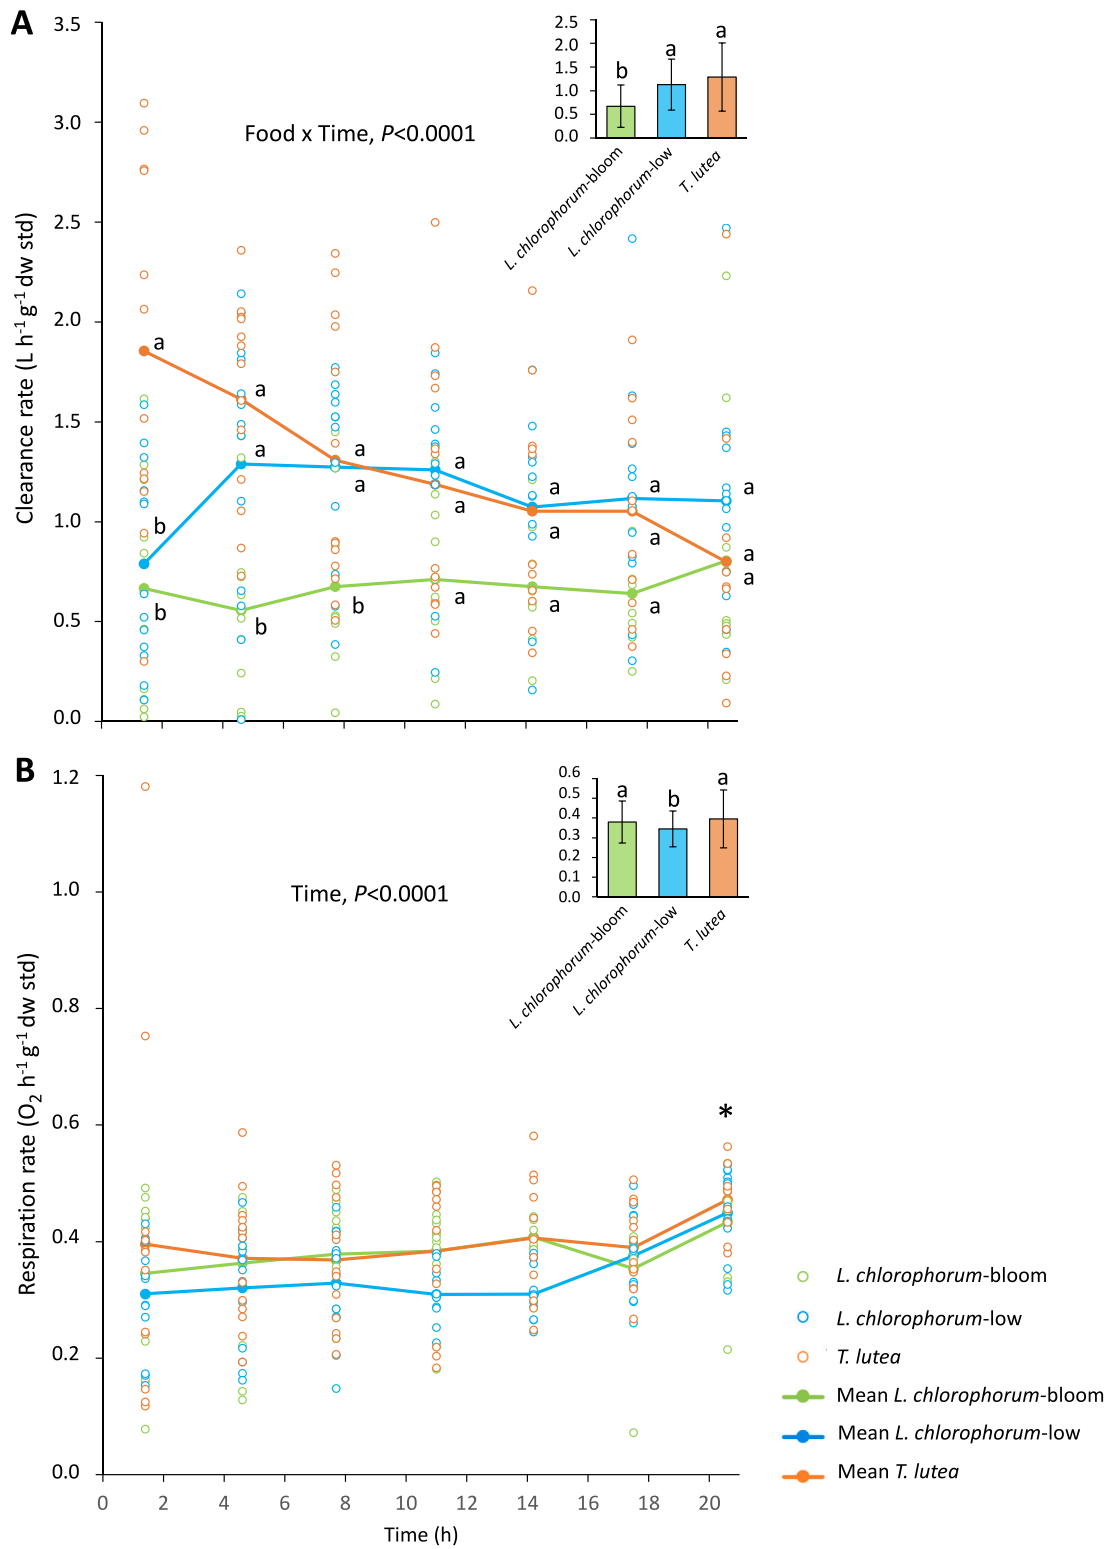 A
3.5
3.0
2.5
2.0
1.5
1.0
0.5
0.0
Clearance rate (L h⁻¹ g⁻¹ dw std)
Food x Time, P<0.0001
2.5
2.0
1.5
1.0
0.5
0.0
b
a
a
L. chlorophorum-bloom
L. chlorophorum-low
T. lutea
a
b
b
a
a
b
a
a
b
a
a
a
a
a
a
a
a
a
a
a
a
B
1.2
1.0
0.8
0.6
0.4
0.2
0.0
Respiration rate (O₂ h⁻¹ g⁻¹ dw std)
Time, P<0.0001
0.6
0.5
0.4
0.3
0.2
0.1
0.0
a
b
a
L. chlorophorum-bloom
L. chlorophorum-low
T. lutea
*
0 2 4 6 8 10 12 14 16 18 20
Time (h)
L. chlorophorum-bloom
L. chlorophorum-low
T. lutea
Mean L. chlorophorum-bloom
Mean L. chlorophorum-low
Mean T. lutea